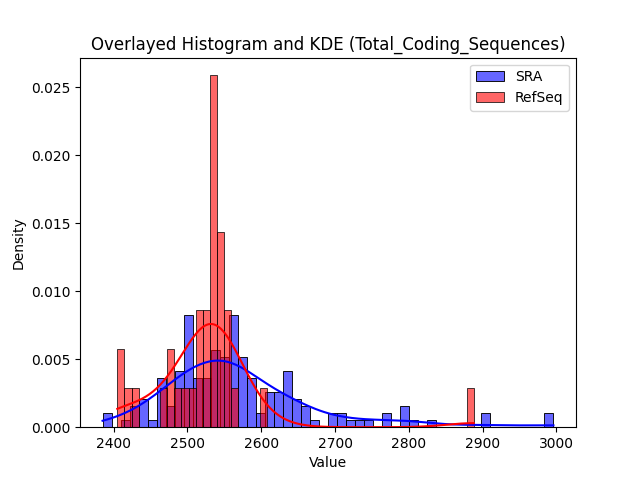 Overlayed Histogram and KDE (Total_Coding_Sequences)
SRA
RefSeq
Density
0.025
0.020
0.015
0.010
0.005
0.000
2400 2500 2600 2700 2800 2900 3000
Value